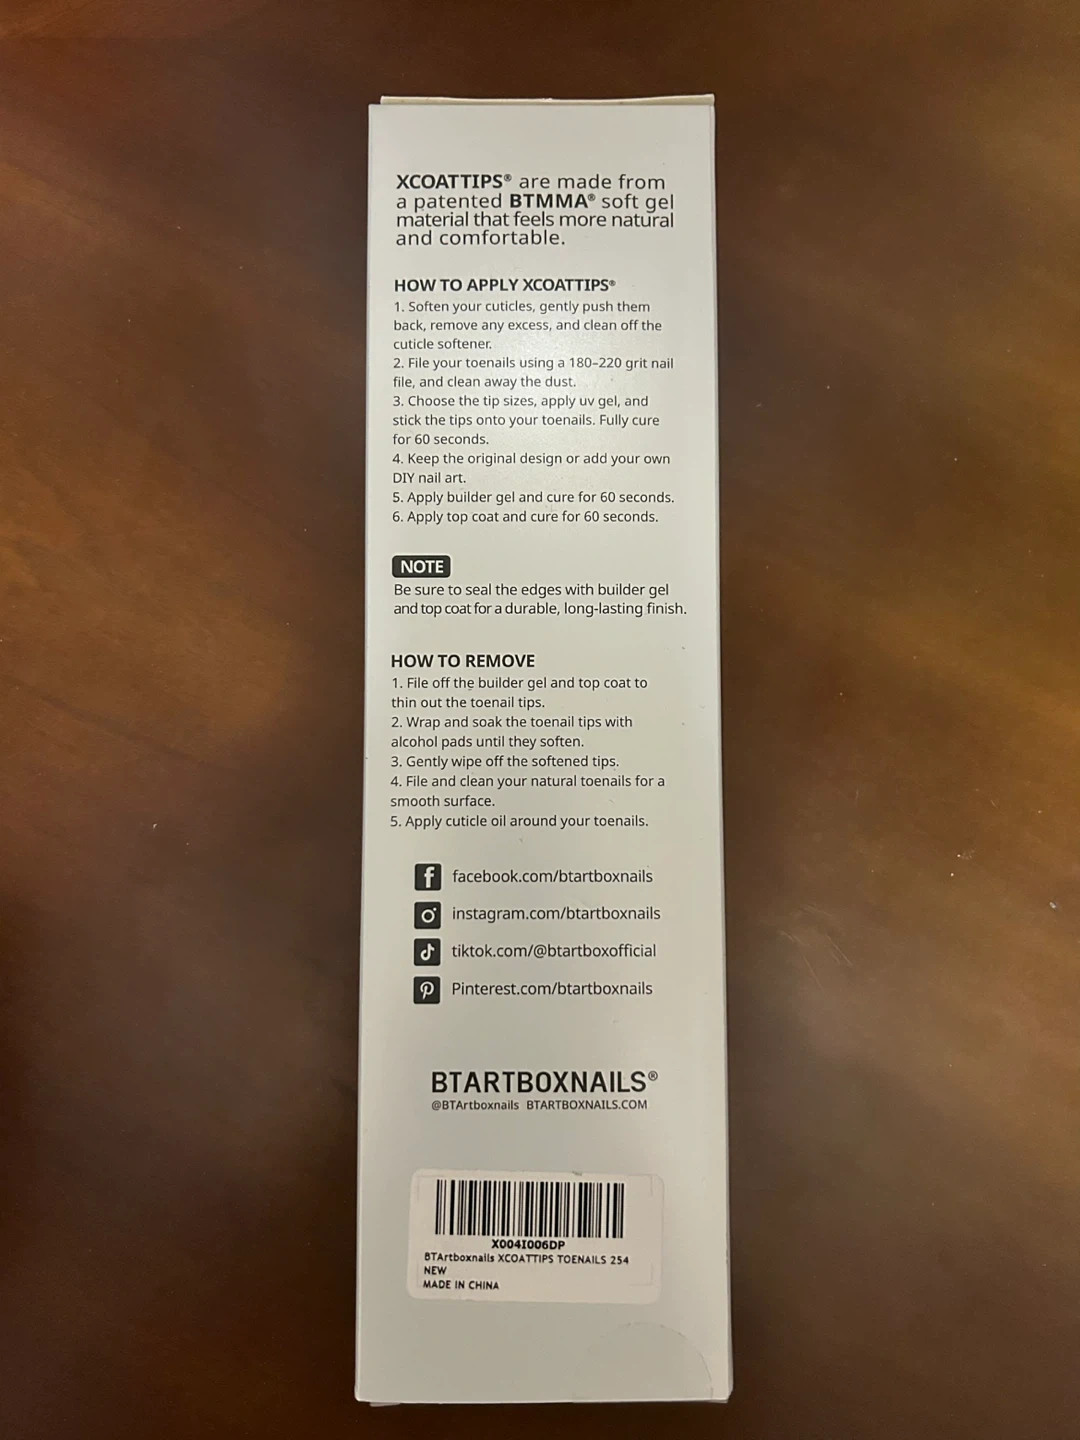 XCOATTIPS® are made from
a patented BTMMA® soft gel
material that feels more natural
and comfortable.
HOW TO APPLY XCOATTIPS®
1. Soften your cuticles, gently push them
back, remove any excess, and clean off the
cuticle softener.
2. File your toenails using a 180–220 grit nail
file, and clean away the dust.
3. Choose the tip sizes, apply uv gel, and
stick the tips onto your toenails. Fully cure
for 60 seconds.
4. Keep the original design or add your own
DIY nail art.
5. Apply builder gel and cure for 60 seconds.
6. Apply top coat and cure for 60 seconds.
NOTE
Be sure to seal the edges with builder gel
and top coat for a durable, long-lasting finish.
HOW TO REMOVE
1. File off the builder gel and top coat to
thin out the toenail tips.
2. Wrap and soak the toenail tips with
alcohol pads until they soften.
3. Gently wipe off the softened tips.
4. File and clean your natural toenails for a
smooth surface.
5. Apply cuticle oil around your toenails.
facebook.com/btartboxnails
instagram.com/btartboxnails
tiktok.com/@btartboxofficial
Pinterest.com/btartboxnails
BTARTBOXNAILS®
@BTArtboxnails BTARTBOXNAILS.COM
X004I006DP
BTArtboxnails XCOATTIPS TOENAILS 254
NEW
MADE IN CHINA